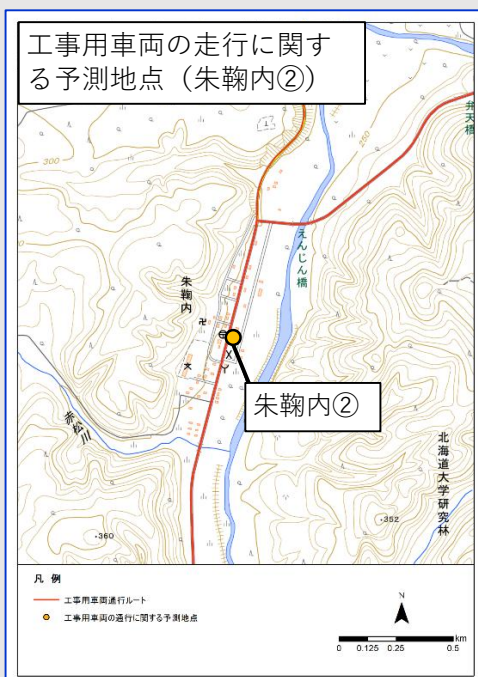 工事用車両の走行に関す
る予測地点（朱鞠内②）
弁天橋
260
300
えんじん橋
朱鞠内
朱鞠内②
赤松川
北海道大学研究林
352
360
凡 例
工事用車両通行ルート
工事用車両の通行に関する予測地点
N
km
0 0.125 0.25 0.5